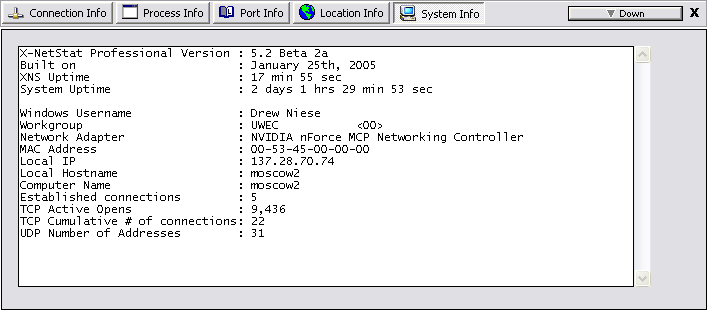 Connection Info Process Info Port Info Location Info System Info Down X
X-NetStat Professional Version : 5.2 Beta 2a
Built on : January 25th, 2005
XNS Uptime : 17 min 55 sec
System Uptime : 2 days 1 hrs 29 min 53 sec
Windows Username : Drew Niese
Workgroup : UWEC <00>
Network Adapter : NVIDIA nForce MCP Networking Controller
MAC Address : 00-53-45-00-00-00
Local IP : 137.28.70.74
Local Hostname : moscow2
Computer Name : moscow2
Established connections : 5
TCP Active Opens : 9,436
TCP Cumulative # of connections: 22
UDP Number of Addresses : 31